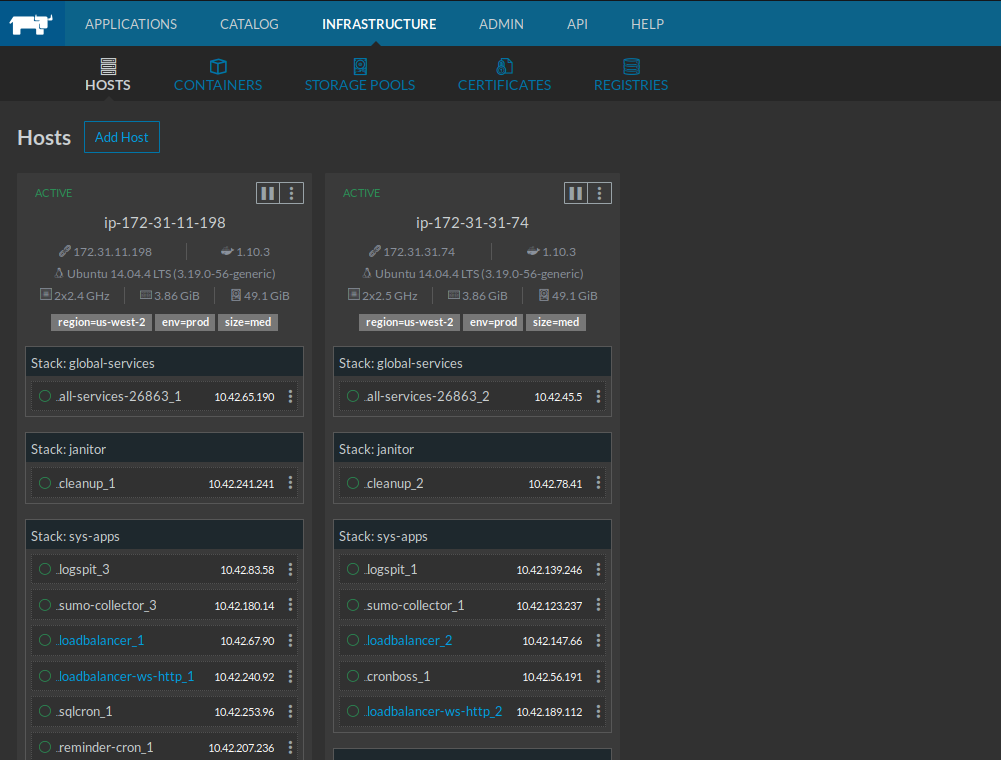 APPLICATIONS CATALOG INFRASTRUCTURE ADMIN API HELP
HOSTS CONTAINERS STORAGE POOLS CERTIFICATES REGISTRIES
Hosts Add Host
ACTIVE
ip-172-31-11-198
172.31.11.198 1.10.3
Ubuntu 14.04.4 LTS (3.19.0-56-generic)
2x2.4 GHz 3.86 GiB 49.1 GiB
region=us-west-2 env=prod size=med
Stack: global-services
.all-services-26863_1 10.42.65.190
Stack: janitor
.cleanup_1 10.42.241.241
Stack: sys-apps
.logspit_3 10.42.83.58
.sumo-collector_3 10.42.180.14
.loadbalancer_1 10.42.67.90
.loadbalancer-ws-http_1 10.42.240.92
.sqlcron_1 10.42.253.96
.reminder-cron_1 10.42.207.236
ACTIVE
ip-172-31-31-74
172.31.31.74 1.10.3
Ubuntu 14.04.4 LTS (3.19.0-56-generic)
2x2.5 GHz 3.86 GiB 49.1 GiB
region=us-west-2 env=prod size=med
Stack: global-services
.all-services-26863_2 10.42.45.5
Stack: janitor
.cleanup_2 10.42.78.41
Stack: sys-apps
.logspit_1 10.42.139.246
.sumo-collector_1 10.42.123.237
.loadbalancer_2 10.42.147.66
.cronboss_1 10.42.56.191
.loadbalancer-ws-http_2 10.42.189.112